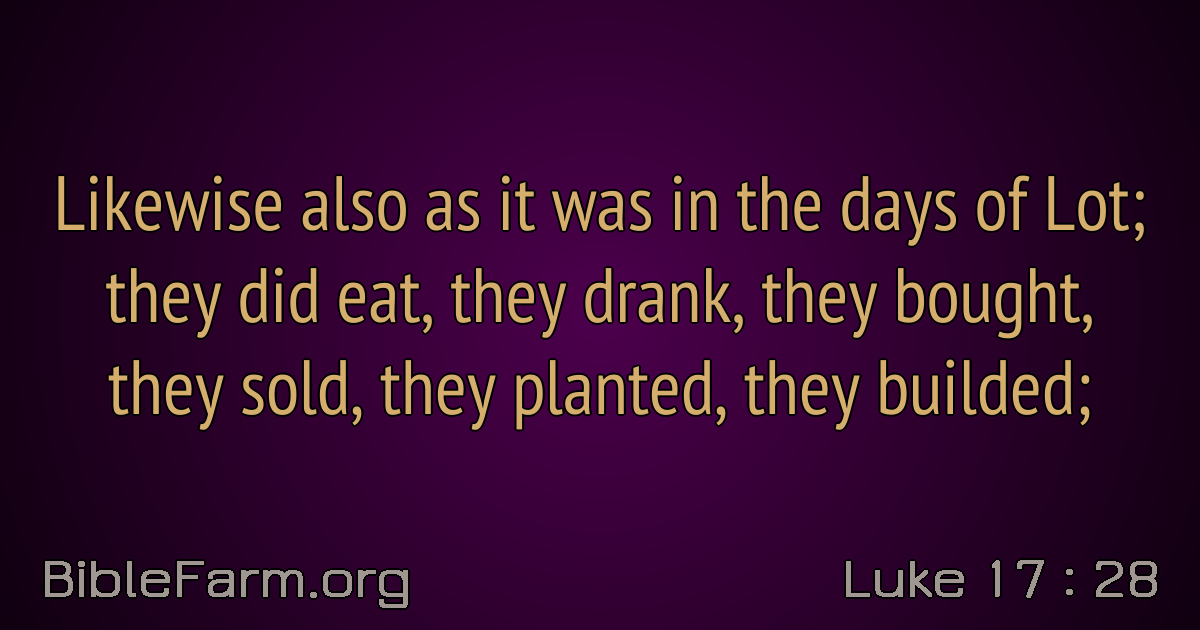 Likewise also as it was in the days of Lot;
they did eat, they drank, they bought,
they sold, they planted, they builded;
BibleFarm.org
Luke 17 : 28